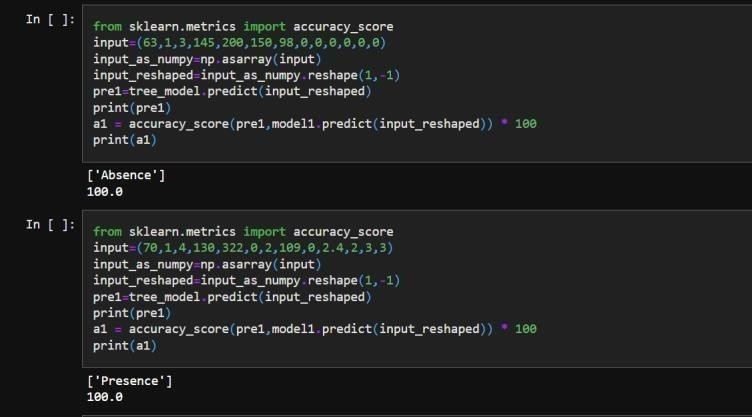 In [ ]:
from sklearn.metrics import accuracy_score
input=(63,1,3,145,200,150,98,0,0,0,0,0,0)
input_as_numpy=np.asarray(input)
input_reshaped=input_as_numpy.reshape(1,-1)
pre1=tree_model.predict(input_reshaped)
print(pre1)
a1 = accuracy_score(pre1,model1.predict(input_reshaped)) * 100
print(a1)
['Absence']
100.0
In [ ]:
from sklearn.metrics import accuracy_score
input=(70,1,4,130,322,0,2,109,0,2.4,2,3,3)
input_as_numpy=np.asarray(input)
input_reshaped=input_as_numpy.reshape(1,-1)
pre1=tree_model.predict(input_reshaped)
print(pre1)
a1 = accuracy_score(pre1,model1.predict(input_reshaped)) * 100
print(a1)
['Presence']
100.0